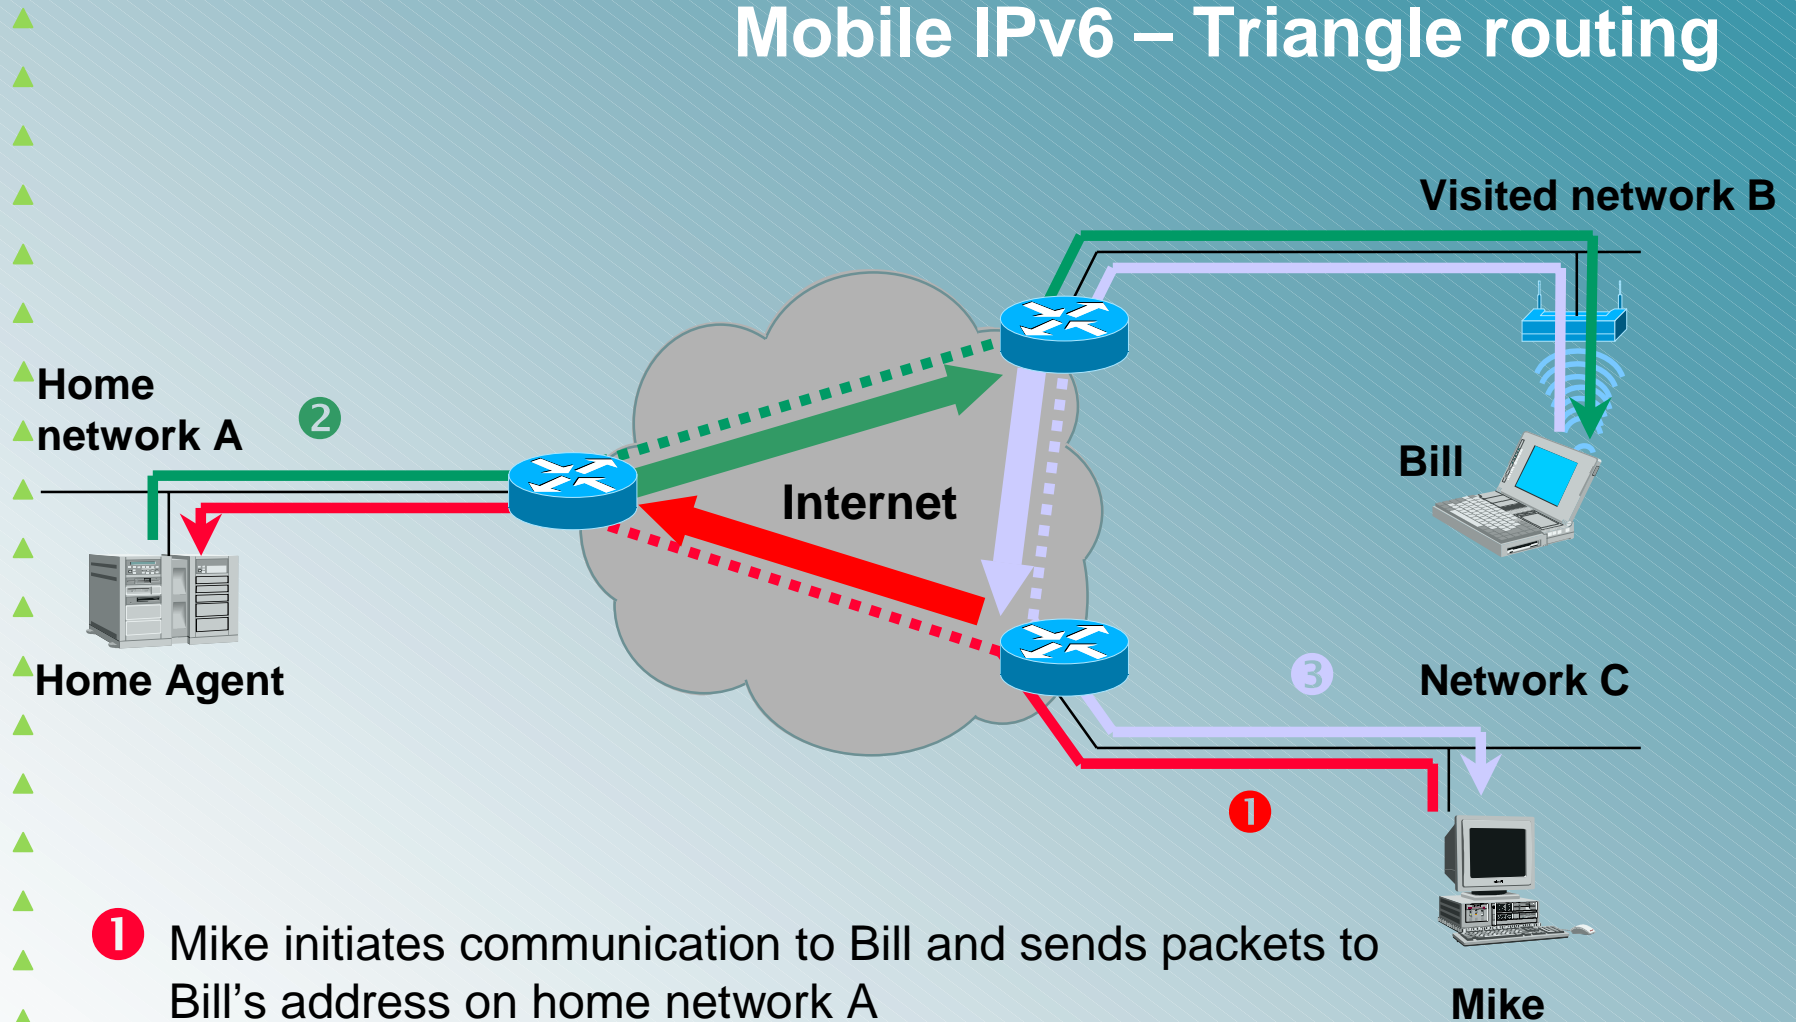 Mobile IPv6 – Triangle routing
Visited network B
Home
network A
2
Bill
Internet
Home Agent
3
Network C
1
1 Mike initiates communication to Bill and sends packets to
Bill's address on home network A
Mike